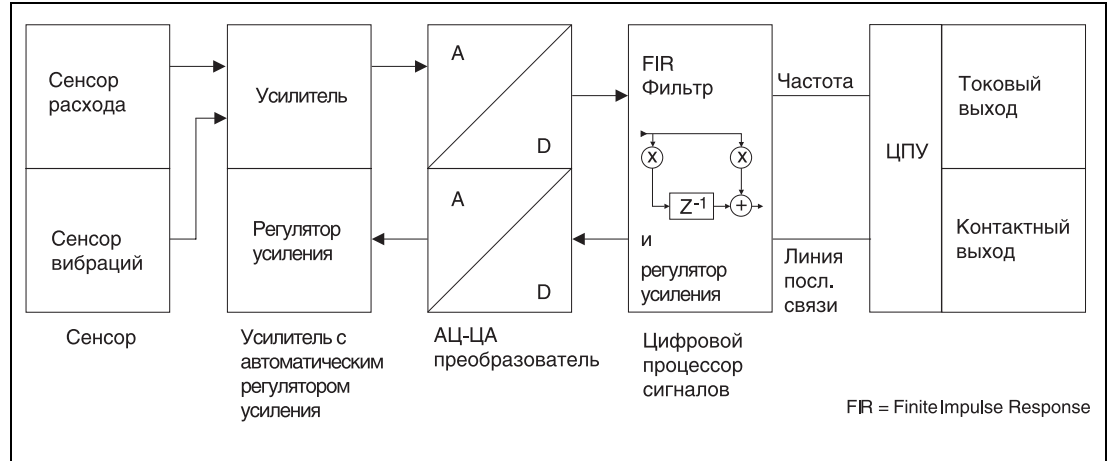 Сенсор
расхода
Сенсор
вибраций
Сенсор
Усилитель
Регулятор
усиления
Усилитель с
автоматическим
регулятором
усиления
A
D
A
D
АЦ-ЦА
преобразователь
FIR
Фильтр
X
X
Z-1
+
и
регулятор
усиления
Цифровой
процессор
сигналов
Частота
Линия
посл.
связи
ЦПУ
Токовый
выход
Контактный
выход
FIR = Finite Impulse Response